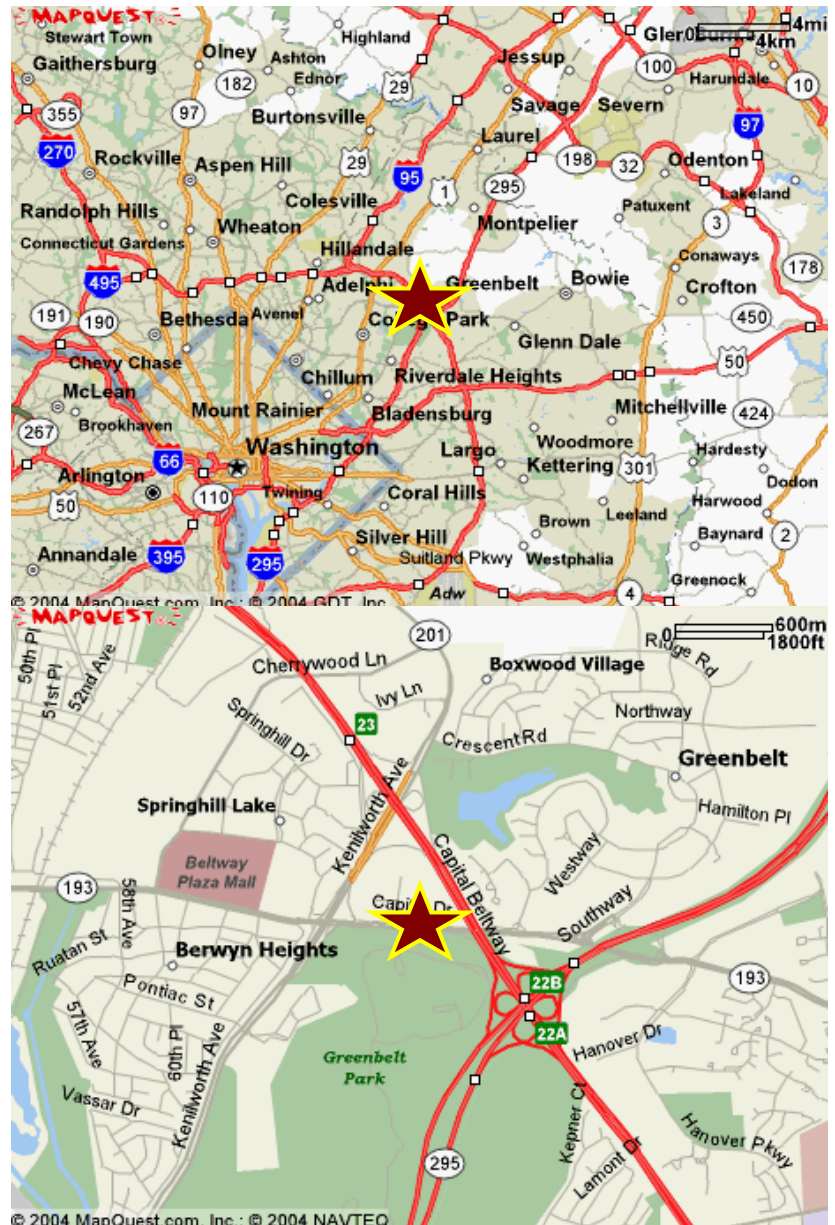 MAPQUEST
Stewart Town
Highland
4mi
0
4km
Gaithersburg
Olney
Ashton
Ednor
29
Jessup
100
Harundale
182
10
355
97
Burtonsville
Savage
Severn
97
270
Rockville
Aspen Hill
29
95
Laurel
198
32
Odenton
Colesville
1
295
Lakeland
Randolph Hills
Wheaton
Montpelier
Patuxent
3
Connecticut Gardens
Hillandale
Conaways
178
495
Adelphi
Greenbelt
Bowie
Crofton
191
190
Bethesda
Avenel
College Park
Glenn Dale
450
Chevy Chase
Chillum
Riverdale Heights
50
McLean
Mount Rainier
Bladensburg
Mitchellville
424
Brookhaven
267
66
Washington
Largo
Woodmore
Hardesty
Arlington
Kettering
301
Dodon
50
110
Twining
Coral Hills
Leeland
Harwood
Annandale
395
295
Silver Hill
Brown
Baynard
2
Suitland Pkwy
Westphalia
Greenock
Adw
4
© 2004 MapQuest.com, Inc.; © 2004 GDT, Inc.
MAPQUEST
50th Pl
51st Pl
52nd Ave
201
600m
0
1800ft
Cherrywood Ln
Boxwood Village
Ridge Rd
Ivy Ln
Springhill Dr
23
Northway
Crescent Rd
Greenbelt
Springhill Lake
Kenilworth Ave
Hamilton Pl
Beltway
Plaza Mall
Capital Beltway
Westway
193
58th Ave
Southway
Ruatan St
Berwyn Heights
193
Pontiac St
22B
57th Ave
60th Pl
22A
Hanover Dr
Greenbelt
Park
Vassar Dr
Kenilworth Ave
Kepner Ct
Hanover Pkwy
295
Lamont Dr
© 2004 MapQuest.com, Inc.; © 2004 NAVTEQ